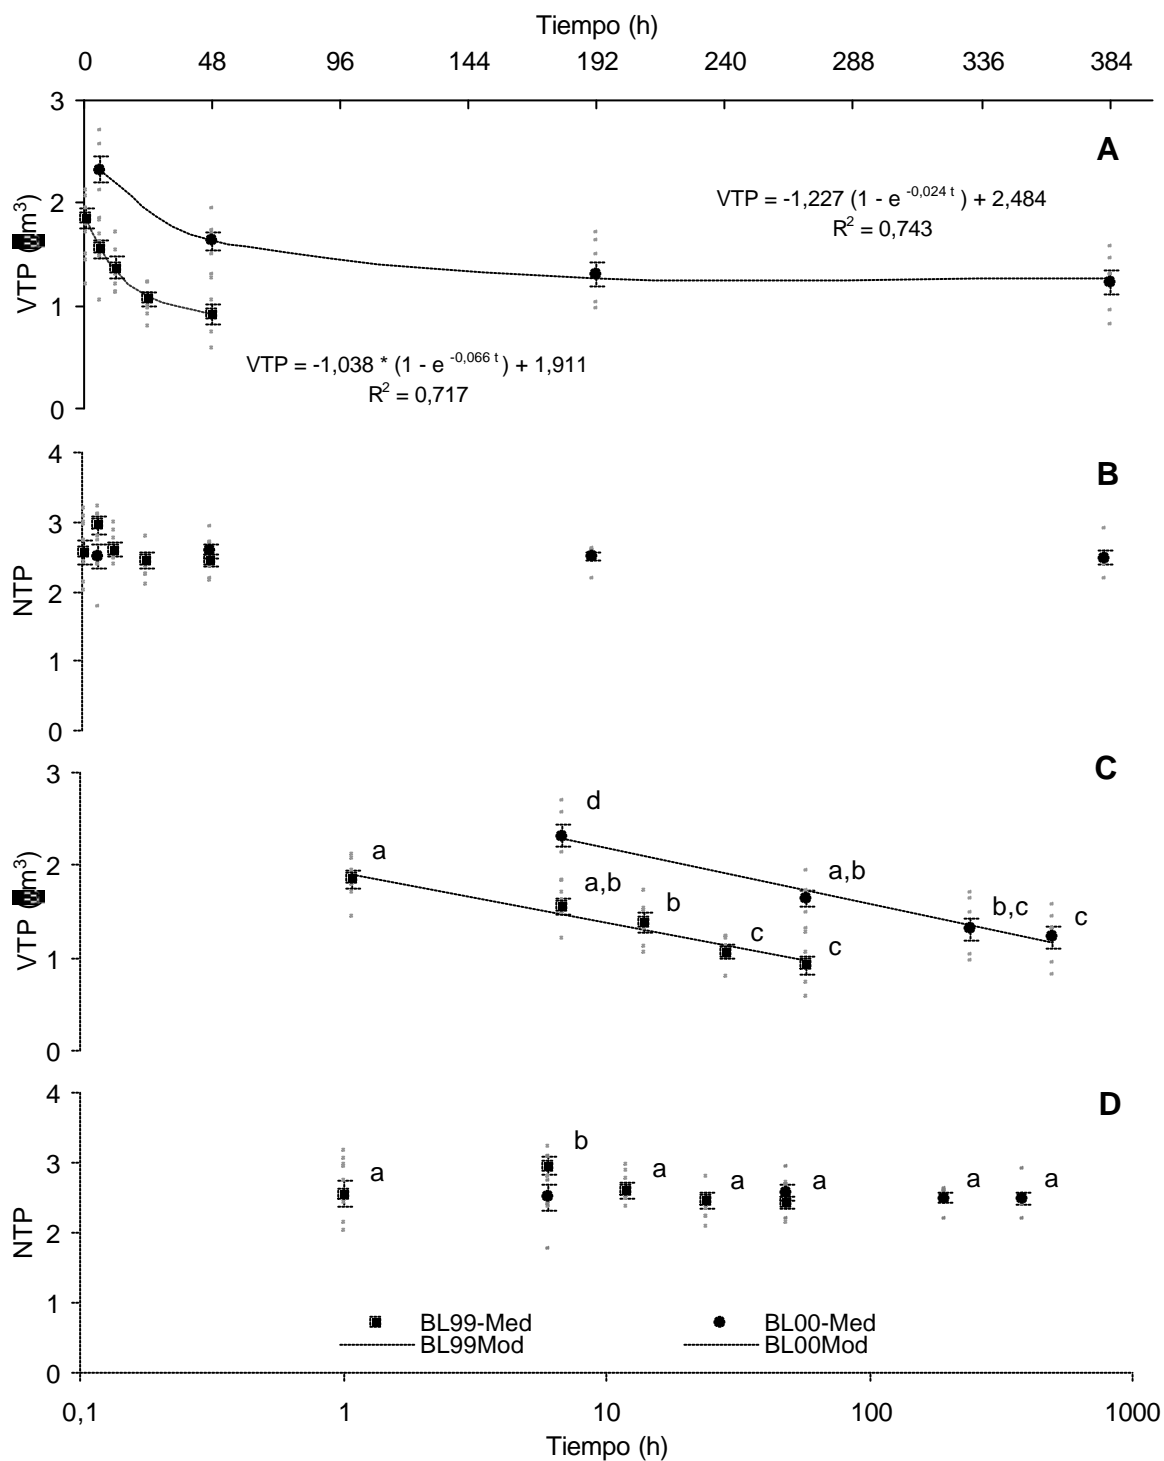 Tiempo (h)
0 48 96 144 192 240 288 336 384
A
3
2
1
0
VTP (m³)
VTP = -1,227 (1 - e^-0,024 t) + 2,484
R² = 0,743
VTP = -1,038 * (1 - e^-0,066 t) + 1,911
R² = 0,717
B
4
3
2
1
0
NTP
C
3
2
1
0
VTP (m³)
a
a,b
b
c
c
d
a,b
b,c
c
D
4
3
2
1
0
NTP
a
b
a
a
a
a
a
BL99-Med BL00-Med
BL99Mod BL00Mod
0,1 1 10 100 1000
Tiempo (h)